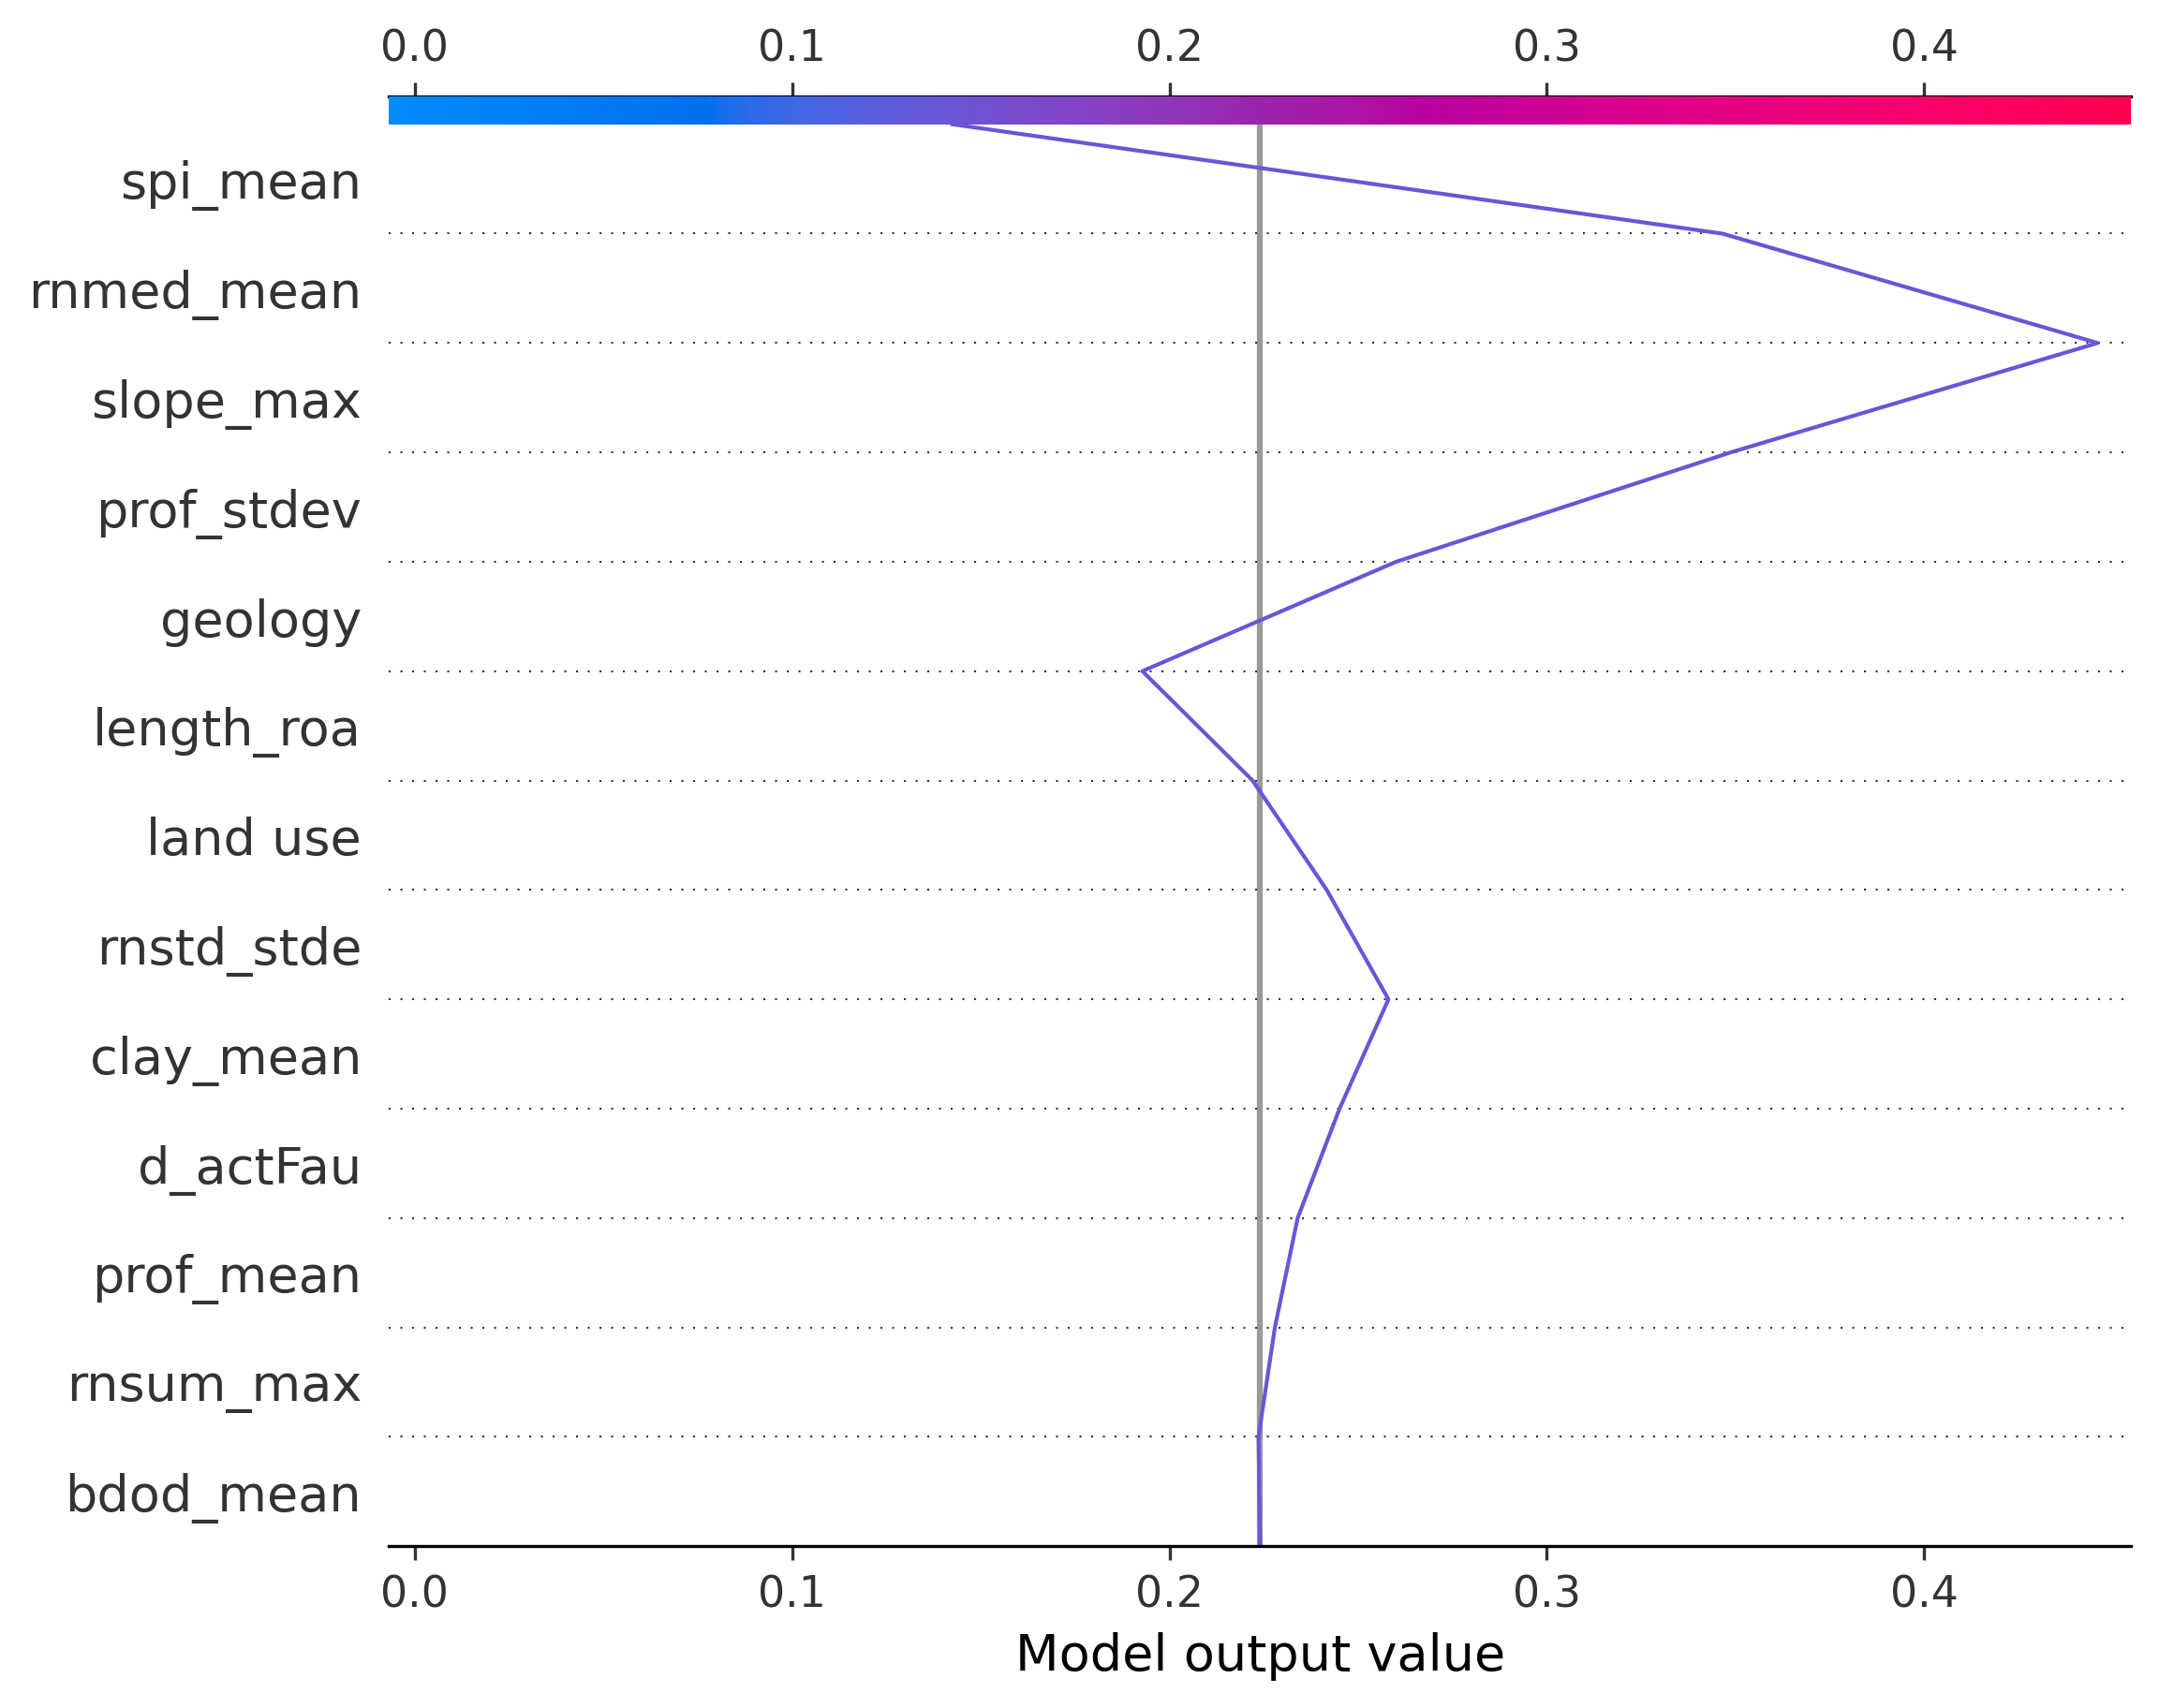 0.0 0.1 0.2 0.3 0.4
spi_mean
rnmed_mean
slope_max
prof_stdev
geology
length_roa
land use
rnstd_stde
clay_mean
d_actFau
prof_mean
rnsum_max
bdod_mean
0.0 0.1 0.2 0.3 0.4
Model output value